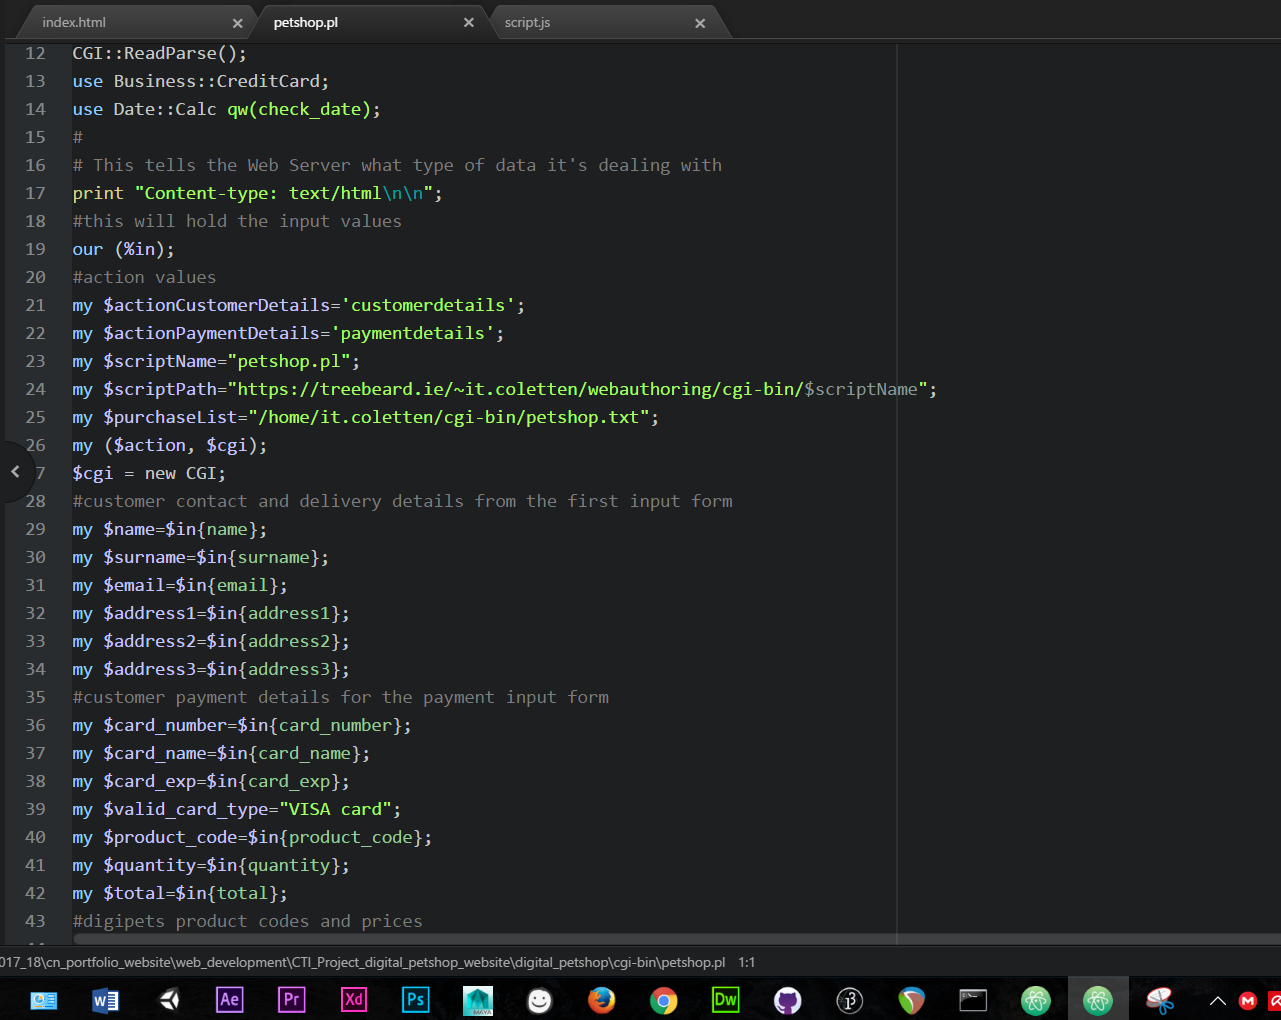 index.html
petshop.pl
script.js
12 CGI::ReadParse();
13 use Business::CreditCard;
14 use Date::Calc qw(check_date);
15 #
16 # This tells the Web Server what type of data it's dealing with
17 print "Content-type: text/html\n\n";
18 #this will hold the input values
19 our (%in);
20 #action values
21 my $actionCustomerDetails='customerdetails';
22 my $actionPaymentDetails='paymentdetails';
23 my $scriptName="petshop.pl";
24 my $scriptPath="https://treebeard.ie/~it.coletten/webauthoring/cgi-bin/$scriptName";
25 my $purchaseList="/home/it.coletten/cgi-bin/petshop.txt";
26 my ($action, $cgi);
7 $cgi = new CGI;
28 #customer contact and delivery details from the first input form
29 my $name=$in{name};
30 my $surname=$in{surname};
31 my $email=$in{email};
32 my $address1=$in{address1};
33 my $address2=$in{address2};
34 my $address3=$in{address3};
35 #customer payment details for the payment input form
36 my $card_number=$in{card_number};
37 my $card_name=$in{card_name};
38 my $card_exp=$in{card_exp};
39 my $valid_card_type="VISA card";
40 my $product_code=$in{product_code};
41 my $quantity=$in{quantity};
42 my $total=$in{total};
43 #digipets product codes and prices
017_18\cn_portfolio_website\web_development\CTI_Project_digital_petshop_website\digital_petshop\cgi-bin\petshop.pl 1:1
W Ae Pr Xd Ps MAYA Dw M